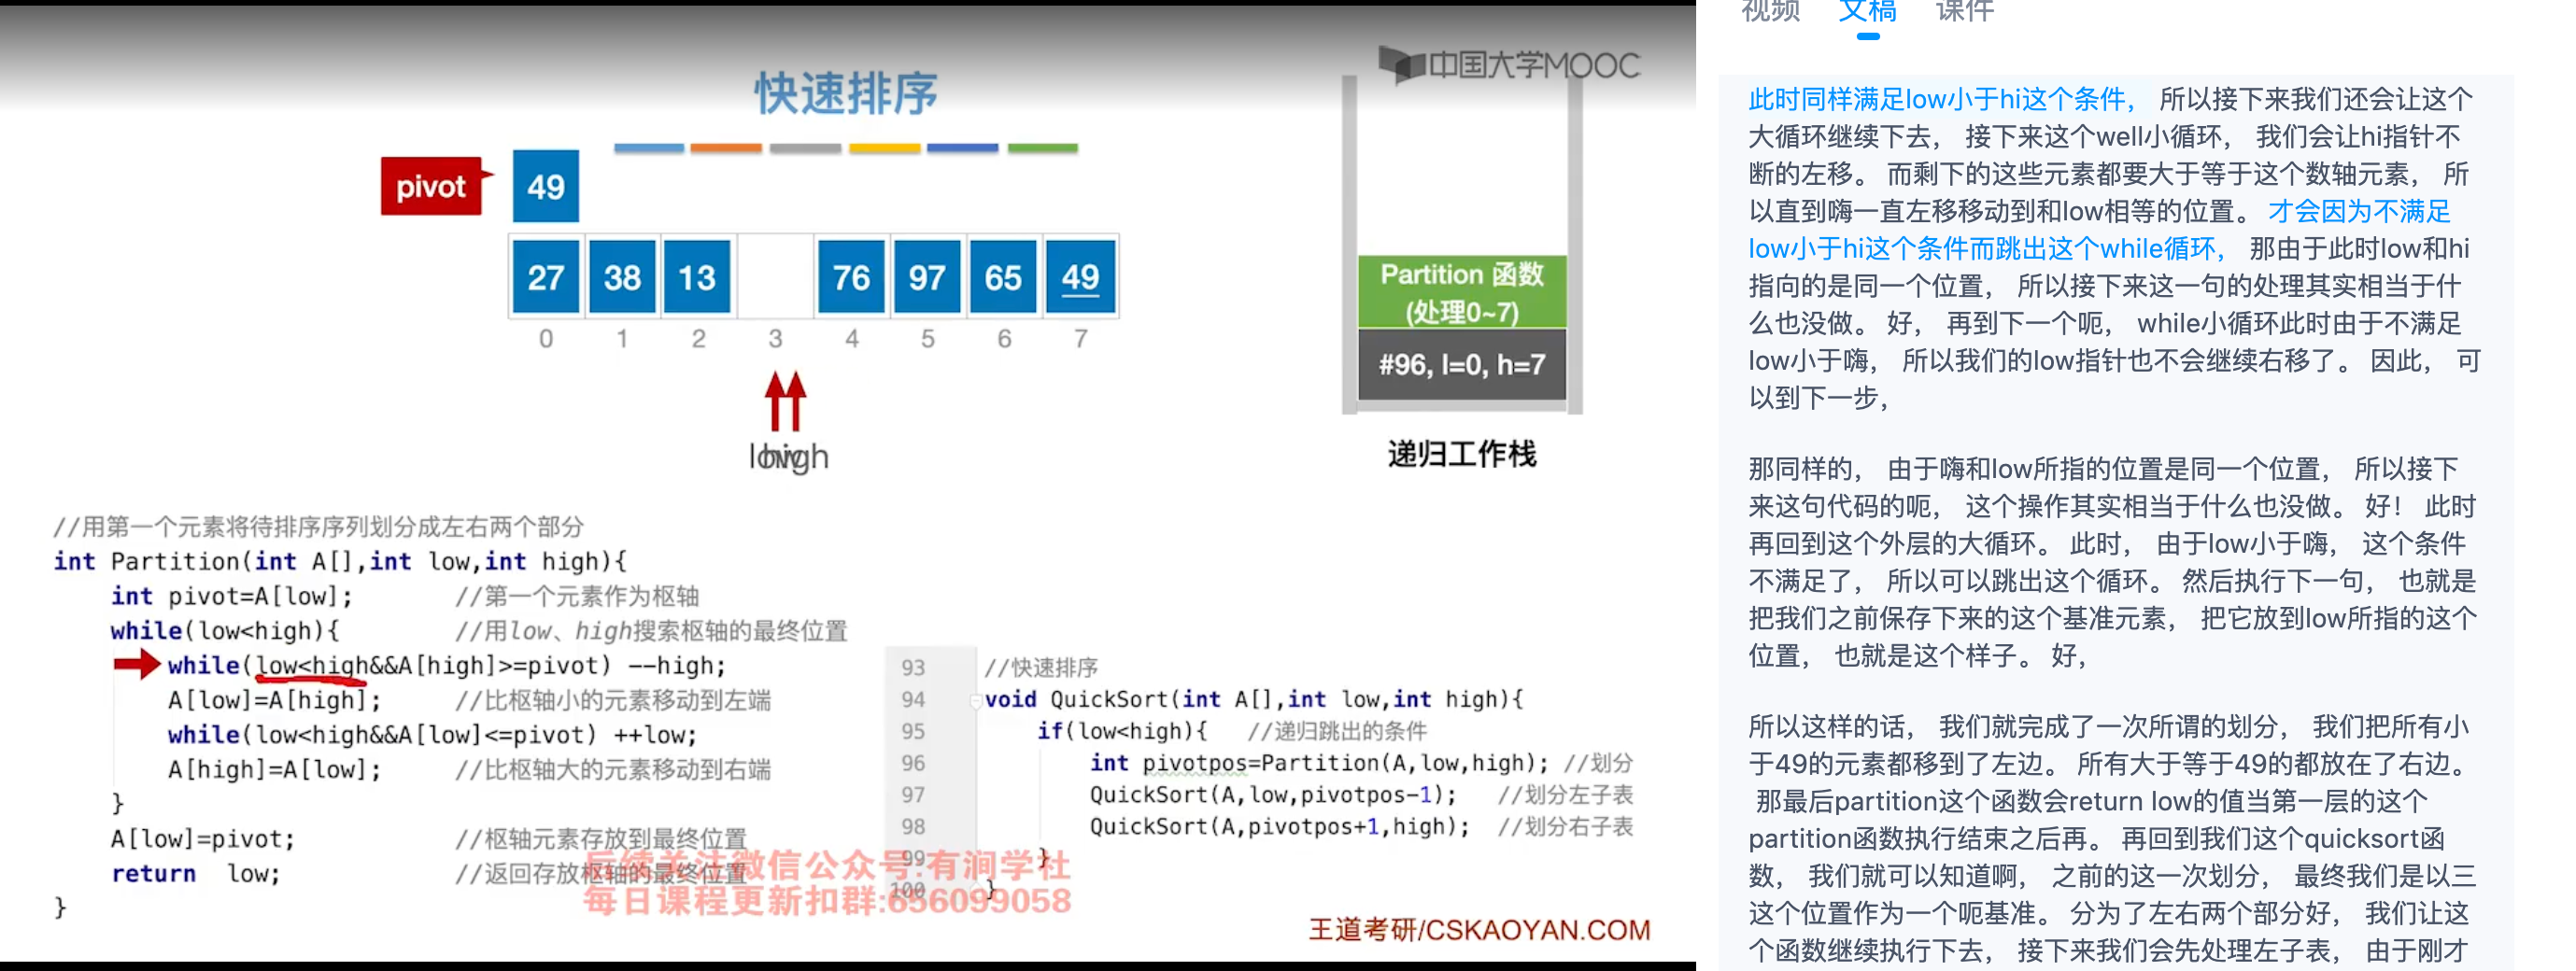 中国大学MOOC
快速排序
pivot
49
27 38 13 76 97 65 49
0 1 2 3 4 5 6 7
low high
Partition 函数
(处理0~7)
#96, l=0, h=7
递归工作栈
//用第一个元素将待排序序列划分成左右两个部分
int Partition(int A[],int low,int high){
int pivot=A[low]; //第一个元素作为枢轴
while(low<high){ //用low、high搜索枢轴的最终位置
while(low<high&&A[high]>=pivot) --high;
A[low]=A[high]; //比枢轴小的元素移动到左端
while(low<high&&A[low]<=pivot) ++low;
A[high]=A[low]; //比枢轴大的元素移动到右端
}
A[low]=pivot; //枢轴元素存放到最终位置
return low; //返回存放枢轴的最终位置
}
93 //快速排序
94 void QuickSort(int A[],int low,int high){
95 if(low<high){ //递归跳出的条件
96 int pivotpos=Partition(A,low,high); //划分
97 QuickSort(A,low,pivotpos-1); //划分左子表
98 QuickSort(A,pivotpos+1,high); //划分右子表
99 }
100 }
后续关注微信公众号:有涧学社
每日课程更新扣群:656099058
王道考研/CSKAOYAN.COM
视频 文稿 课件
此时同样满足low小于hi这个条件， 所以接下来我们还会让这个
大循环继续下去， 接下来这个well小循环， 我们会让hi指针不
断的左移。 而剩下的这些元素都要大于等于这个数轴元素， 所
以直到嗨一直左移移动到和low相等的位置。 才会因为不满足
low小于hi这个条件而跳出这个while循环， 那由于此时low和hi
指向的是同一个位置， 所以接下来这一句的处理其实相当于什
么也没做。 好， 再到下一个呃， while小循环此时由于不满足
low小于嗨， 所以我们的low指针也不会继续右移了。 因此， 可
以到下一步，
那同样的， 由于嗨和low所指的位置是同一个位置， 所以接下
来这句代码的呃， 这个操作其实相当于什么也没做。 好！ 此时
再回到这个外层的大循环。 此时， 由于low小于嗨， 这个条件
不满足了， 所以可以跳出这个循环。 然后执行下一句， 也就是
把我们之前保存下来的这个基准元素， 把它放到low所指的这个
位置， 也就是这个样子。 好，
所以这样的话， 我们就完成了一次所谓的划分， 我们把所有小
于49的元素都移到了左边。 所有大于等于49的都放在了右边。
那最后partition这个函数会return low的值当第一层的这个
partition函数执行结束之后再。 再回到我们这个quicksort函
数， 我们就可以知道啊， 之前的这一次划分， 最终我们是以三
这个位置作为一个呃基准。 分为了左右两个部分好， 我们让这
个函数继续执行下去， 接下来我们会先处理左子表， 由于刚才